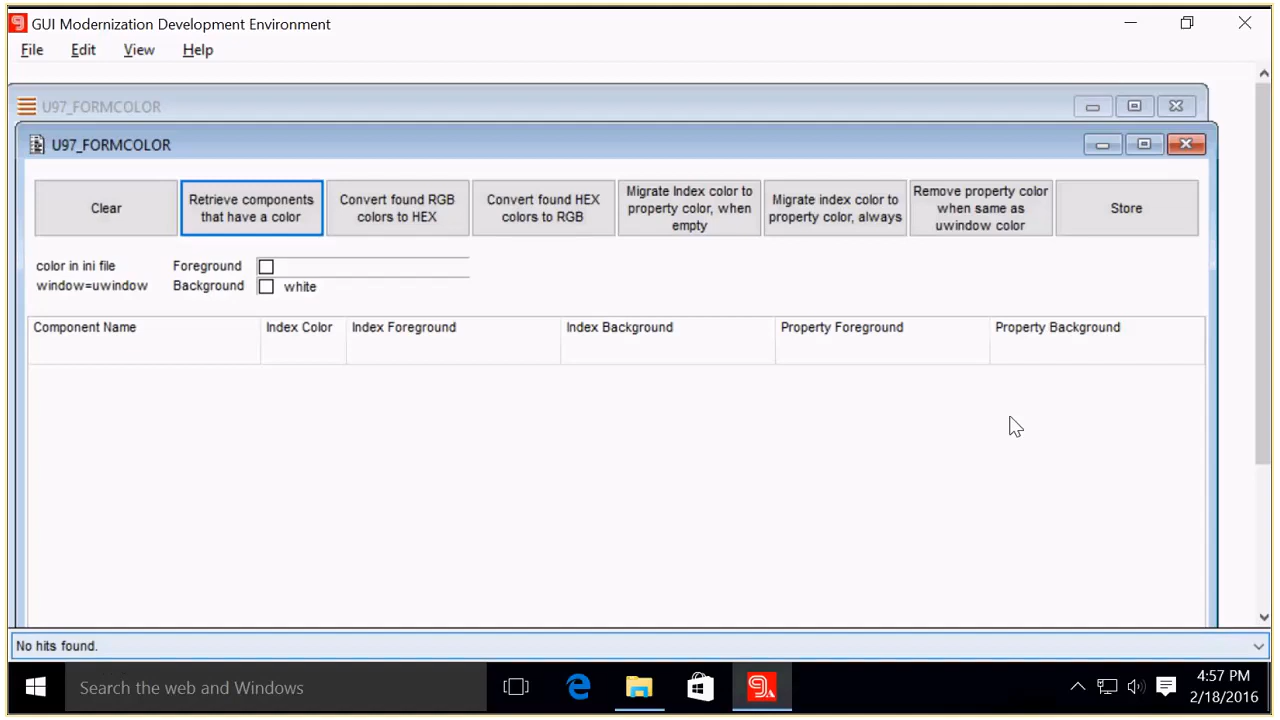 GUI Modernization Development Environment
File Edit View Help
U97_FORMCOLOR
U97_FORMCOLOR
Clear
Retrieve components
that have a color
Convert found RGB
colors to HEX
Convert found HEX
colors to RGB
Migrate Index color to
property color, when
empty
Migrate index color to
property color, always
Remove property color
when same as
uwindow color
Store
color in ini file Foreground
window=uwindow Background white
Component Name Index Color Index Foreground Index Background Property Foreground Property Background
No hits found.
Search the web and Windows
4:57 PM
2/18/2016